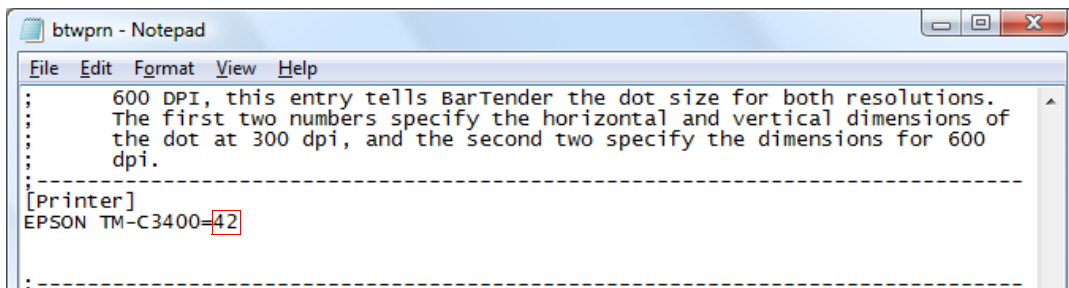 btwprn - Notepad
File Edit Format View Help
; 600 DPI, this entry tells BarTender the dot size for both resolutions.
; The first two numbers specify the horizontal and vertical dimensions of
; the dot at 300 dpi, and the second two specify the dimensions for 600
; dpi.
;-----------------------------------------------------------------------------
[Printer]
EPSON TM-C3400=42
;-----------------------------------------------------------------------------